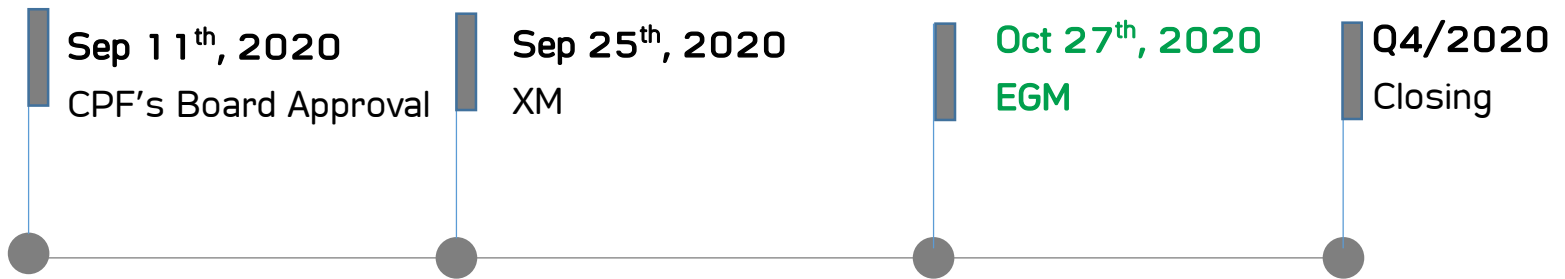 Sep 11th, 2020
CPF's Board Approval
Sep 25th, 2020
XM
Oct 27th, 2020
EGM
Q4/2020
Closing